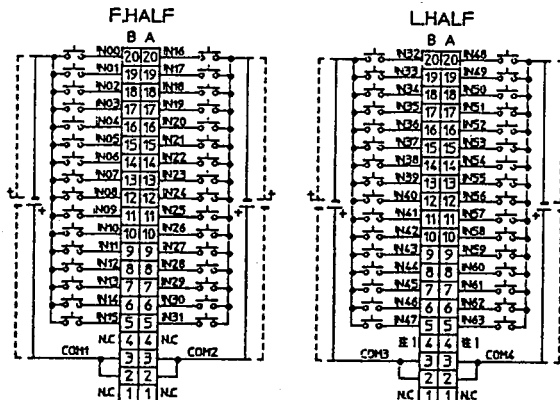 F.HALF
B A
IN00 20 20 IN16
IN01 19 19 IN17
IN02 18 18 IN18
IN03 17 17 IN19
IN04 16 16 IN20
IN05 15 15 IN21
IN06 14 14 IN22
IN07 13 13 IN23
IN08 12 12 IN24
IN09 11 11 IN25
IN10 10 10 IN26
IN11 9 9 IN27
IN12 8 8 IN28
IN13 7 7 IN29
IN14 6 6 IN30
IN15 5 5 IN31
N.C 4 4 N.C
COM1 3 3 COM2
2 2
N.C 1 1 N.C
+ + + +
L.HALF
B A
IN32 20 20 IN48
IN33 19 19 IN49
IN34 18 18 IN50
IN35 17 17 IN51
IN36 16 16 IN52
IN37 15 15 IN53
IN38 14 14 IN54
IN39 13 13 IN55
IN40 12 12 IN56
IN41 11 11 IN57
IN42 10 10 IN58
IN43 9 9 IN59
IN44 8 8 IN60
IN45 7 7 IN61
IN46 6 6 IN62
IN47 5 5 IN63
註1 4 4 註1
COM3 3 3 COM4
2 2
N.C 1 1 N.C
+ + + +